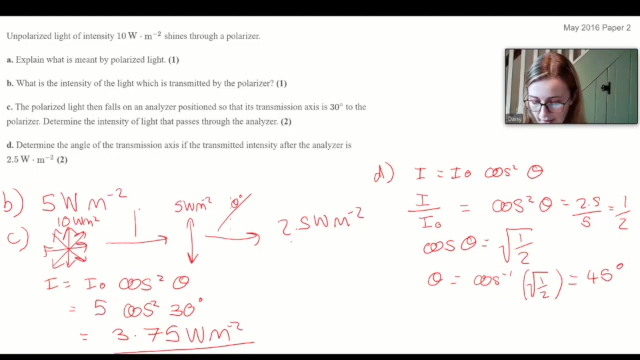 May 2016 Paper 2
Unpolarized light of intensity 10 W · m⁻² shines through a polarizer.
a. Explain what is meant by polarized light. (1)
b. What is the intensity of the light which is transmitted by the polarizer? (1)
c. The polarized light then falls on an analyzer positioned so that its transmission axis is 30° to the
polarizer. Determine the intensity of light that passes through the analyzer. (2)
d. Determine the angle of the transmission axis if the transmitted intensity after the analyzer is
2.5 W · m⁻² (2)
Daisy
b) 5 W m⁻²
10 Wm²
5 Wm⁻²
θ°
2.5 W m⁻²
c)
I = I₀ cos² θ
= 5 cos² 30°
= 3.75 W m⁻²
d) I = I₀ cos² θ
I/I₀ = cos² θ = 2.5/5 = 1/2
cos θ = √(1/2)
θ = cos⁻¹ (√(1/2)) = 45°